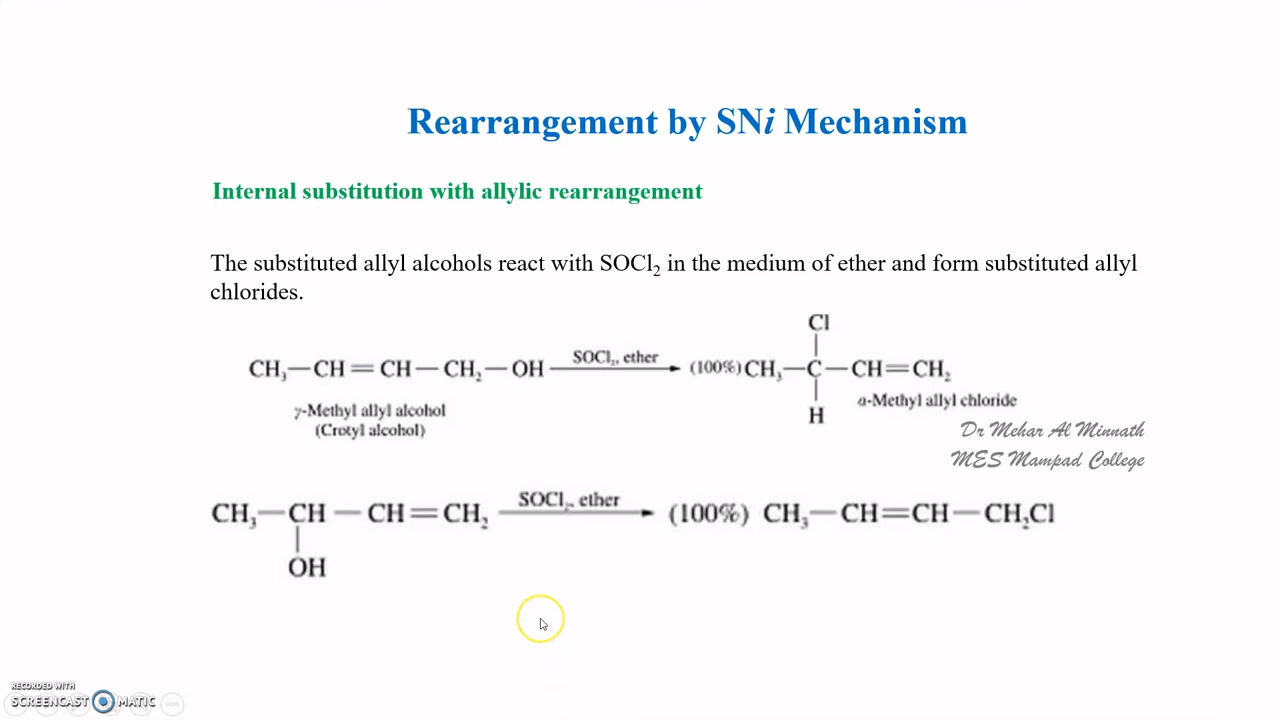 Rearrangement by SNi Mechanism
Internal substitution with allylic rearrangement
The substituted allyl alcohols react with SOCl₂ in the medium of ether and form substituted allyl
chlorides.
Cl
CH₃—CH=CH—CH₂—OH SOCl₂, ether (100%) CH₃—C—CH=CH₂
H
γ-Methyl allyl alcohol
(Crotyl alcohol)
α-Methyl allyl chloride
Dr Mehar Al Minnath
MES Mampad College
CH₃—CH—CH=CH₂ SOCl₂, ether (100%) CH₃—CH=CH—CH₂Cl
OH
RECORDED WITH
SCREENCAST MATIC